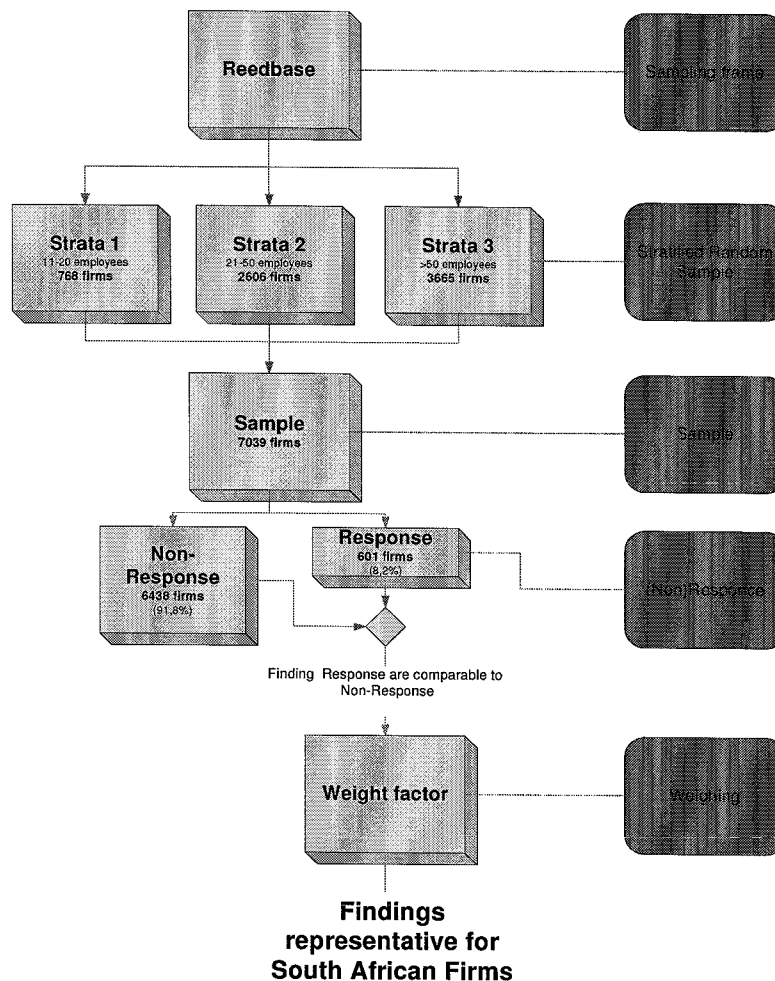 Reedbase
Sampling frame
Strata 1
11-20 employees
768 firms
Strata 2
21-50 employees
2606 firms
Strata 3
>50 employees
3665 firms
Stratified Random
Sample
Sample
7039 firms
Sample
Non-
Response
6438 firms
(91,8%)
Response
601 firms
(8,2%)
(Non)Responce
Finding Response are comparable to
Non-Response
Weight factor
Weighing
Findings
representative for
South African Firms